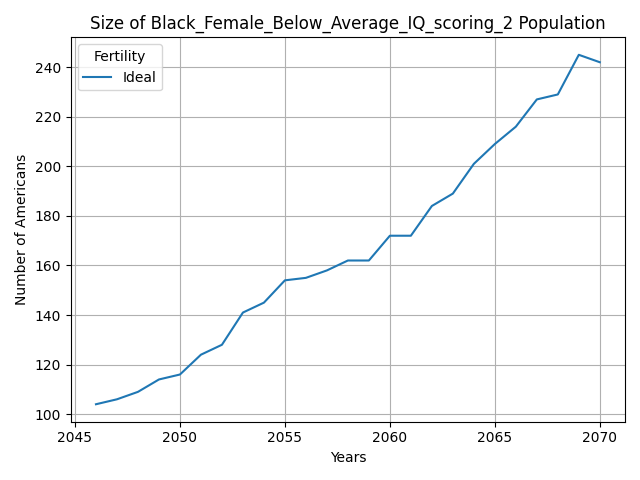 Size of Black_Female_Below_Average_IQ_scoring_2 Population
Fertility
Ideal
Number of Americans
240
220
200
180
160
140
120
100
2045
2050
2055
2060
2065
2070
Years